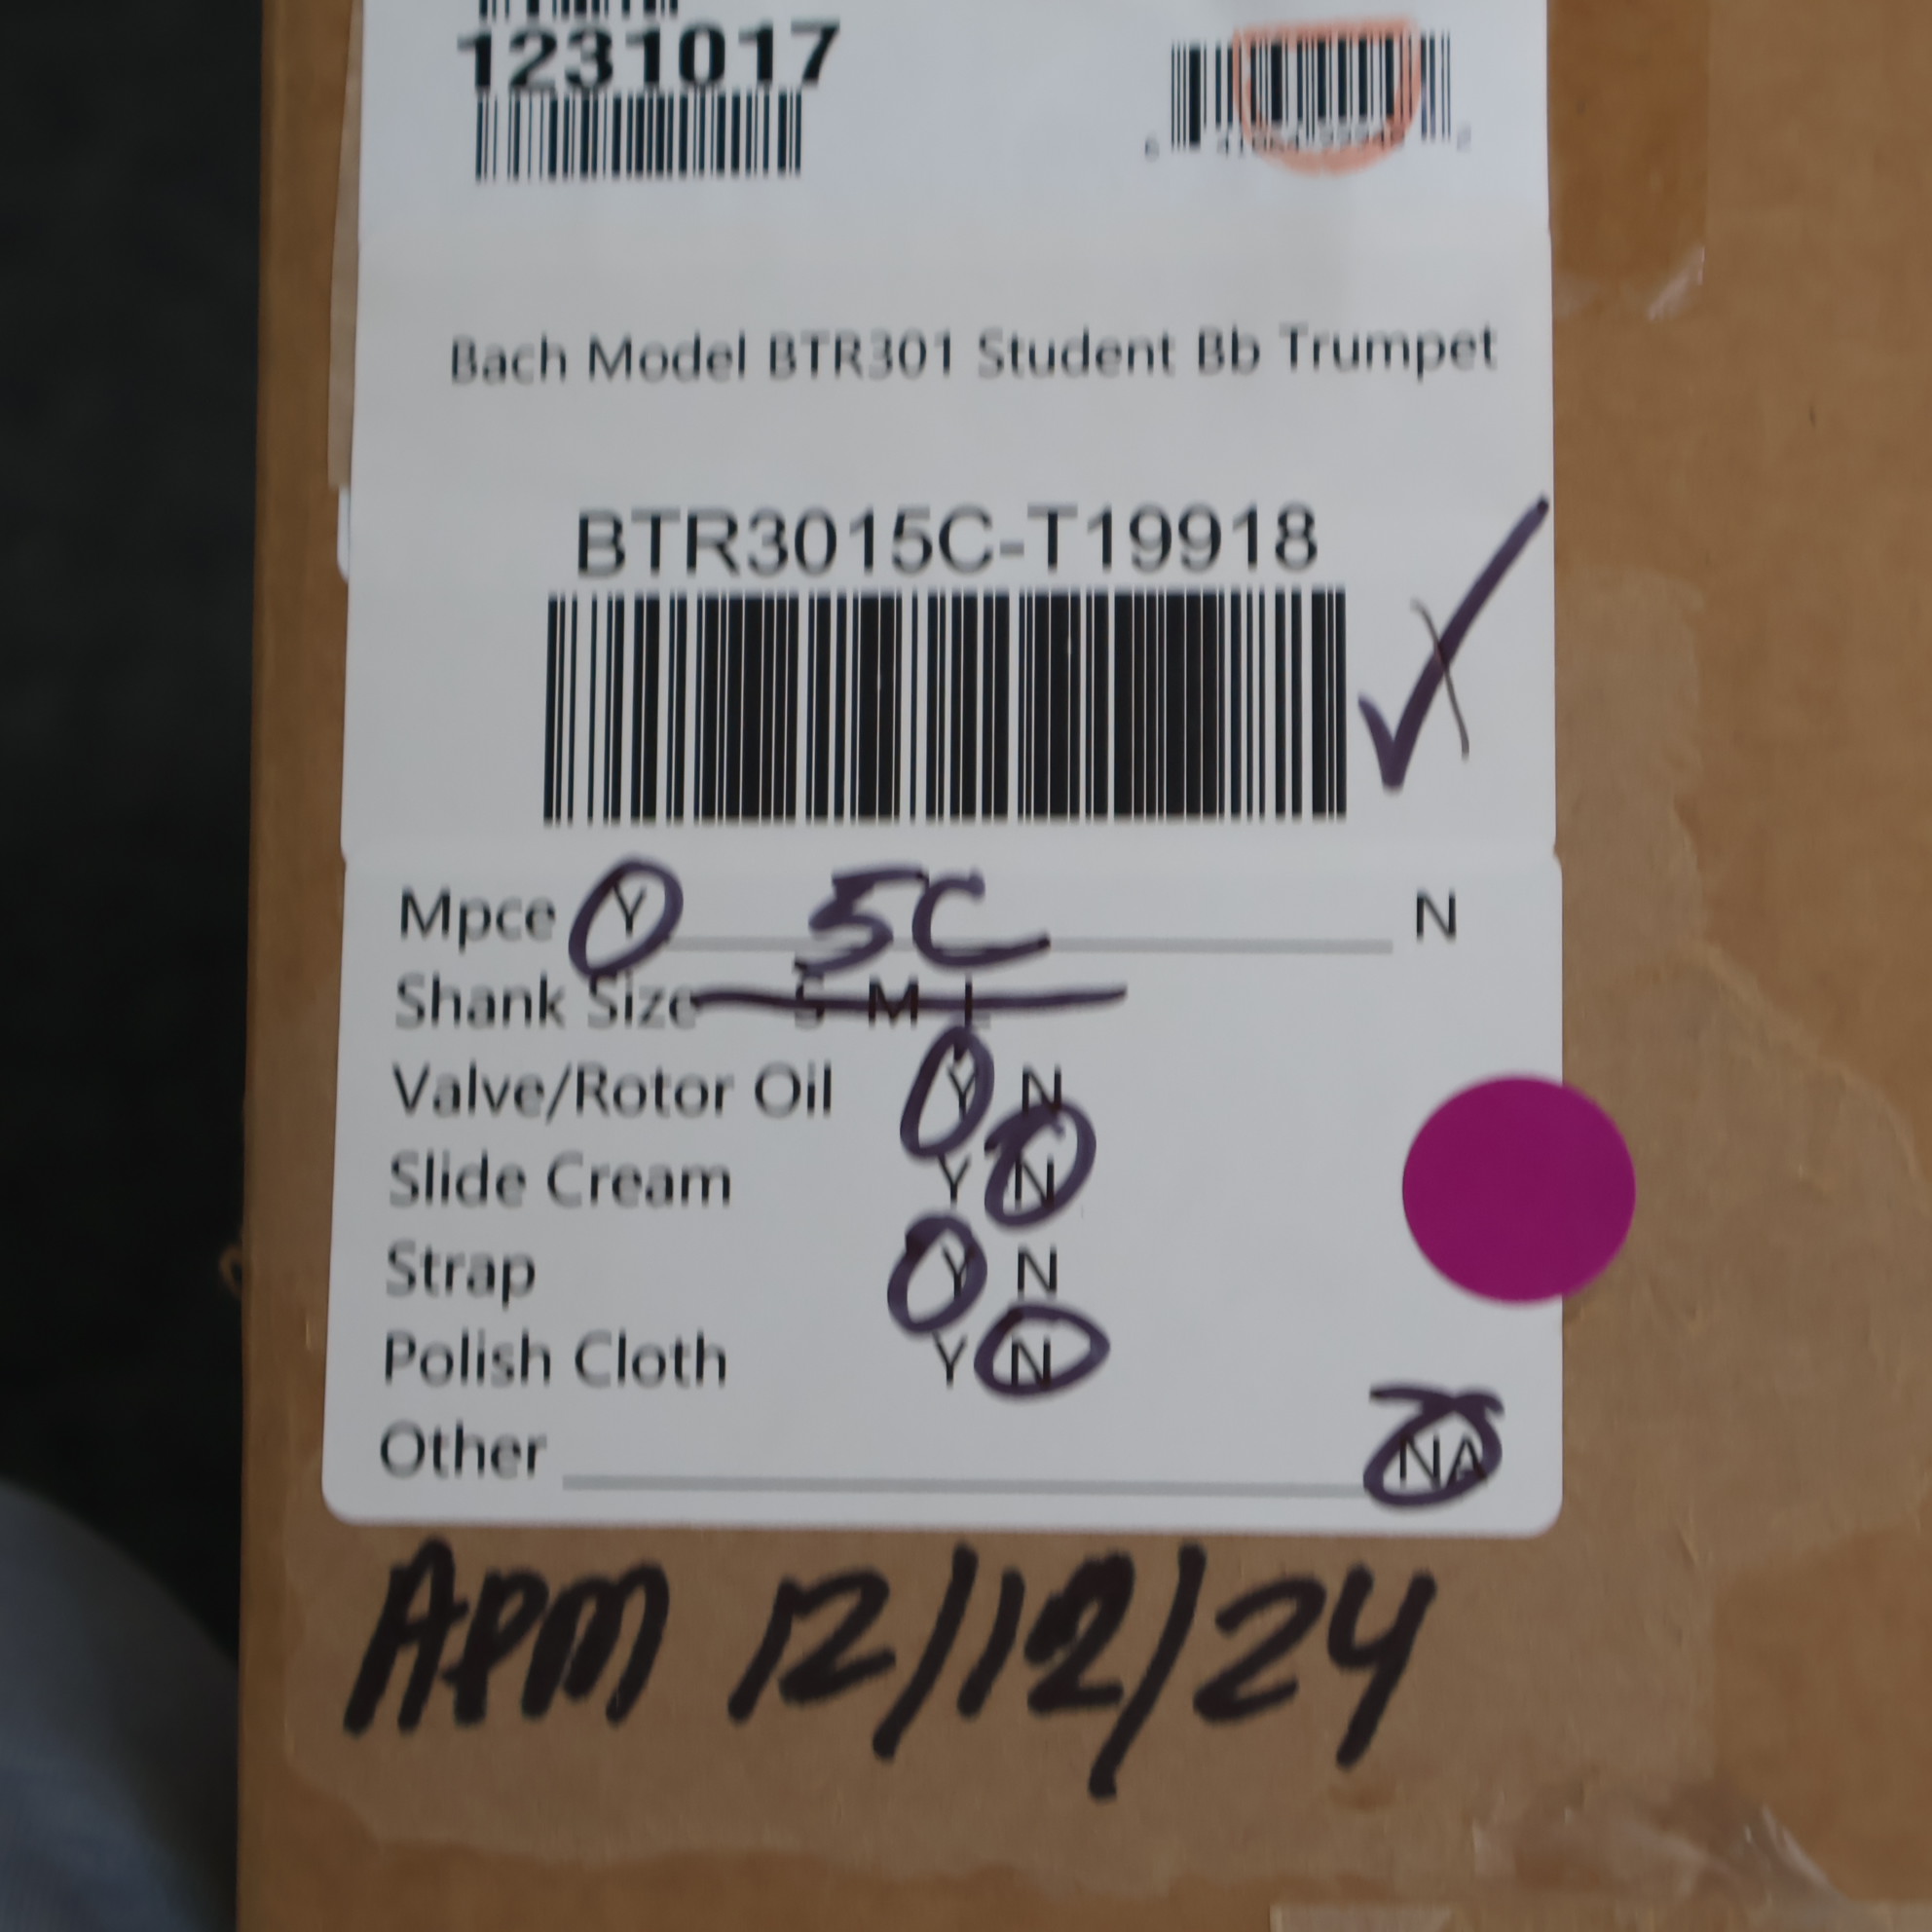 1231017
Bach Model BTR301 Student Bb Trumpet
BTR3015C-T19918
Mpce Y 5C N
Shank Size S M L
Valve/Rotor Oil Y N
Slide Cream Y N
Strap Y N
Polish Cloth Y N
Other NA
APM 12/12/24